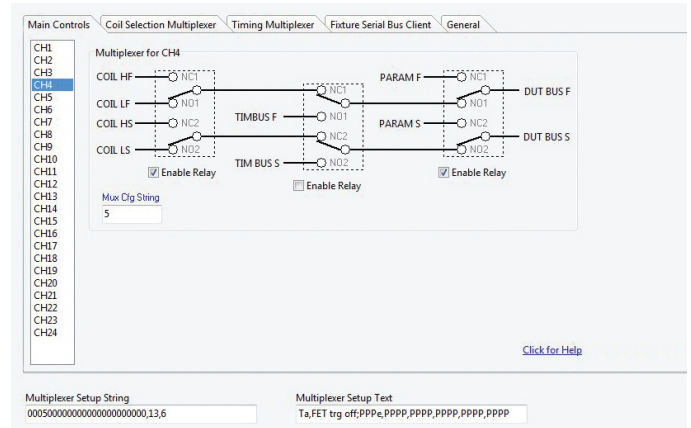 Main Controls
Coil Selection Multiplexer
Timing Multiplexer
Fixture Serial Bus Client
General
CH1
CH2
CH3
CH4
CH5
CH6
CH7
CH8
CH9
CH10
CH11
CH12
CH13
CH14
CH15
CH16
CH17
CH18
CH19
CH20
CH21
CH22
CH23
CH24
Multiplexer for CH4
COIL HF
NC1
COIL LF
NO1
COIL HS
NC2
COIL LS
NO2
Enable Relay
NC1
TIMBUS F
NO1
NC2
TIM BUS S
NO2
Enable Relay
PARAM F
NC1
DUT BUS F
NO1
PARAM S
NC2
DUT BUS S
NO2
Enable Relay
Mux Cfg String
5
Click for Help
Multiplexer Setup String
000500000000000000000000,13,6
Multiplexer Setup Text
Ta,FET trg off;PPPe,PPPP,PPPP,PPPP,PPPP,PPPP